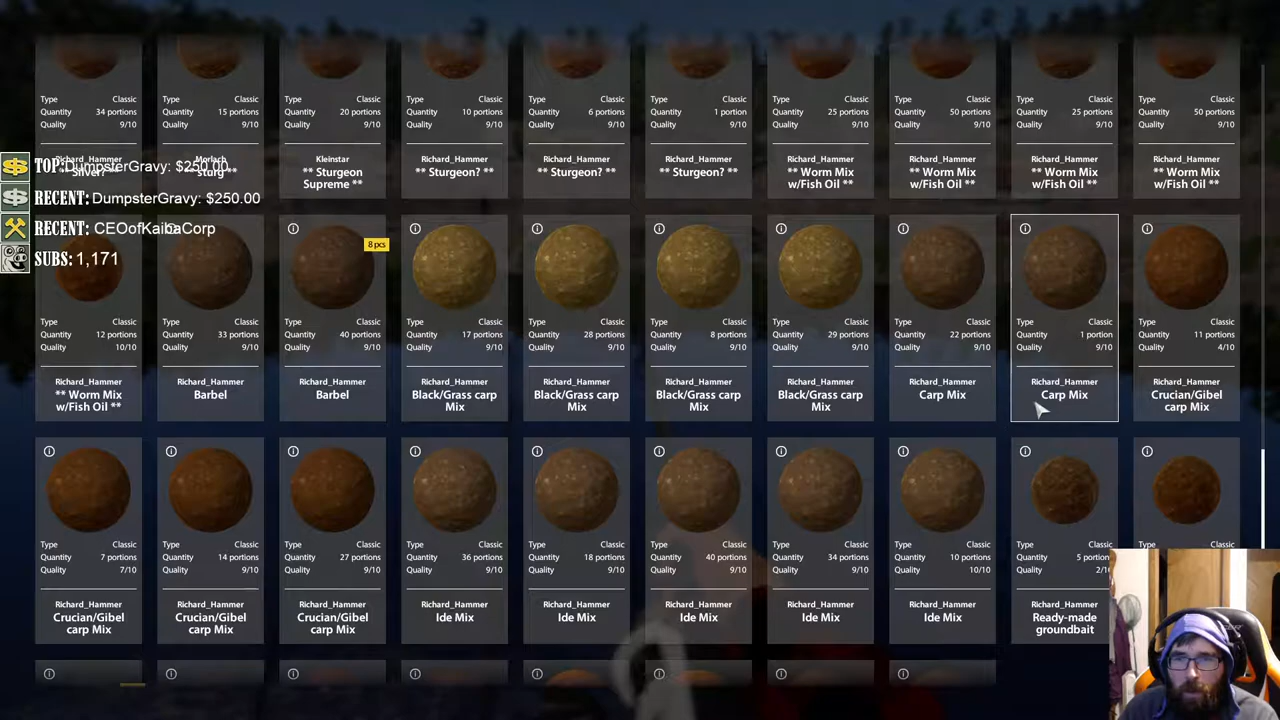 Type Classic Type Classic Type Classic Type Classic Type Classic Type Classic Type Classic Type Classic Type Classic Type Classic
Quantity 34 portions Quantity 15 portions Quantity 20 portions Quantity 10 portions Quantity 6 portions Quantity 1 portion Quantity 25 portions Quantity 50 portions Quantity 25 portions Quantity 50 portions
Quality 9/10 Quality 9/10 Quality 9/10 Quality 9/10 Quality 9/10 Quality 9/10 Quality 9/10 Quality 9/10 Quality 9/10 Quality 9/10
Richard_Hammer Morlach Kleinstar Richard_Hammer Richard_Hammer Richard_Hammer Richard_Hammer Richard_Hammer Richard_Hammer Richard_Hammer
** Sturgeon ** Sturgeon? ** ** Sturgeon? ** ** Sturgeon? ** ** Worm Mix ** Worm Mix ** Worm Mix ** Worm Mix
Supreme ** w/Fish Oil ** w/Fish Oil ** w/Fish Oil ** w/Fish Oil **
TOP: DumpsterGravy: $250.00
RECENT: DumpsterGravy: $250.00
RECENT: CEOofKaibaCorp
SUBS: 1,171
8 pcs
Type Classic Type Classic Type Classic Type Classic Type Classic Type Classic Type Classic Type Classic Type Classic Type Classic
Quantity 12 portions Quantity 33 portions Quantity 40 portions Quantity 17 portions Quantity 28 portions Quantity 8 portions Quantity 29 portions Quantity 22 portions Quantity 1 portion Quantity 11 portions
Quality 10/10 Quality 9/10 Quality 9/10 Quality 9/10 Quality 9/10 Quality 9/10 Quality 9/10 Quality 9/10 Quality 9/10 Quality 4/10
Richard_Hammer Richard_Hammer Richard_Hammer Richard_Hammer Richard_Hammer Richard_Hammer Richard_Hammer Richard_Hammer Richard_Hammer Richard_Hammer
** Worm Mix Barbel Barbel Black/Grass carp Black/Grass carp Black/Grass carp Black/Grass carp Carp Mix Carp Mix Crucian/Gibel
w/Fish Oil ** Mix Mix Mix Mix carp Mix
Type Classic Type Classic Type Classic Type Classic Type Classic Type Classic Type Classic Type Classic Type Classic Type Classic
Quantity 7 portions Quantity 14 portions Quantity 27 portions Quantity 36 portions Quantity 18 portions Quantity 40 portions Quantity 34 portions Quantity 10 portions Quantity 5 portions
Quality 7/10 Quality 9/10 Quality 9/10 Quality 9/10 Quality 9/10 Quality 9/10 Quality 9/10 Quality 10/10 Quality 2/10
Richard_Hammer Richard_Hammer Richard_Hammer Richard_Hammer Richard_Hammer Richard_Hammer Richard_Hammer Richard_Hammer Richard_Hammer
Crucian/Gibel Crucian/Gibel Crucian/Gibel Ide Mix Ide Mix Ide Mix Ide Mix Ide Mix Ready-made
carp Mix carp Mix carp Mix groundbait